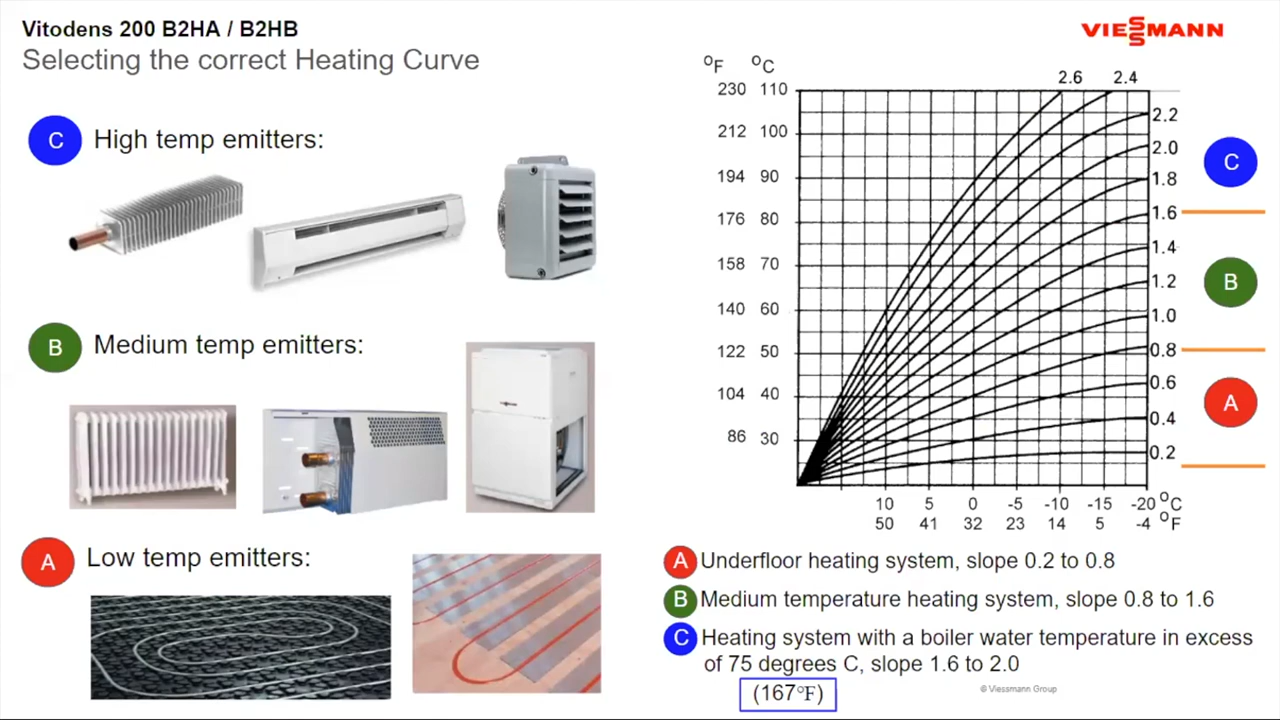 Vitodens 200 B2HA / B2HB
Selecting the correct Heating Curve
VIESSMANN
C High temp emitters:
B Medium temp emitters:
A Low temp emitters:
°F °C
2.6 2.4
230 110
212 100
194 90
176 80
158 70
140 60
122 50
104 40
86 30
2.2
2.0
1.8
1.6
1.4
1.2
1.0
0.8
0.6
0.4
0.2
C
B
A
10 5 0 -5 -10 -15 -20 °C
50 41 32 23 14 5 -4 °F
A Underfloor heating system, slope 0.2 to 0.8
B Medium temperature heating system, slope 0.8 to 1.6
C Heating system with a boiler water temperature in excess
of 75 degrees C, slope 1.6 to 2.0
(167°F)
© Viessmann Group